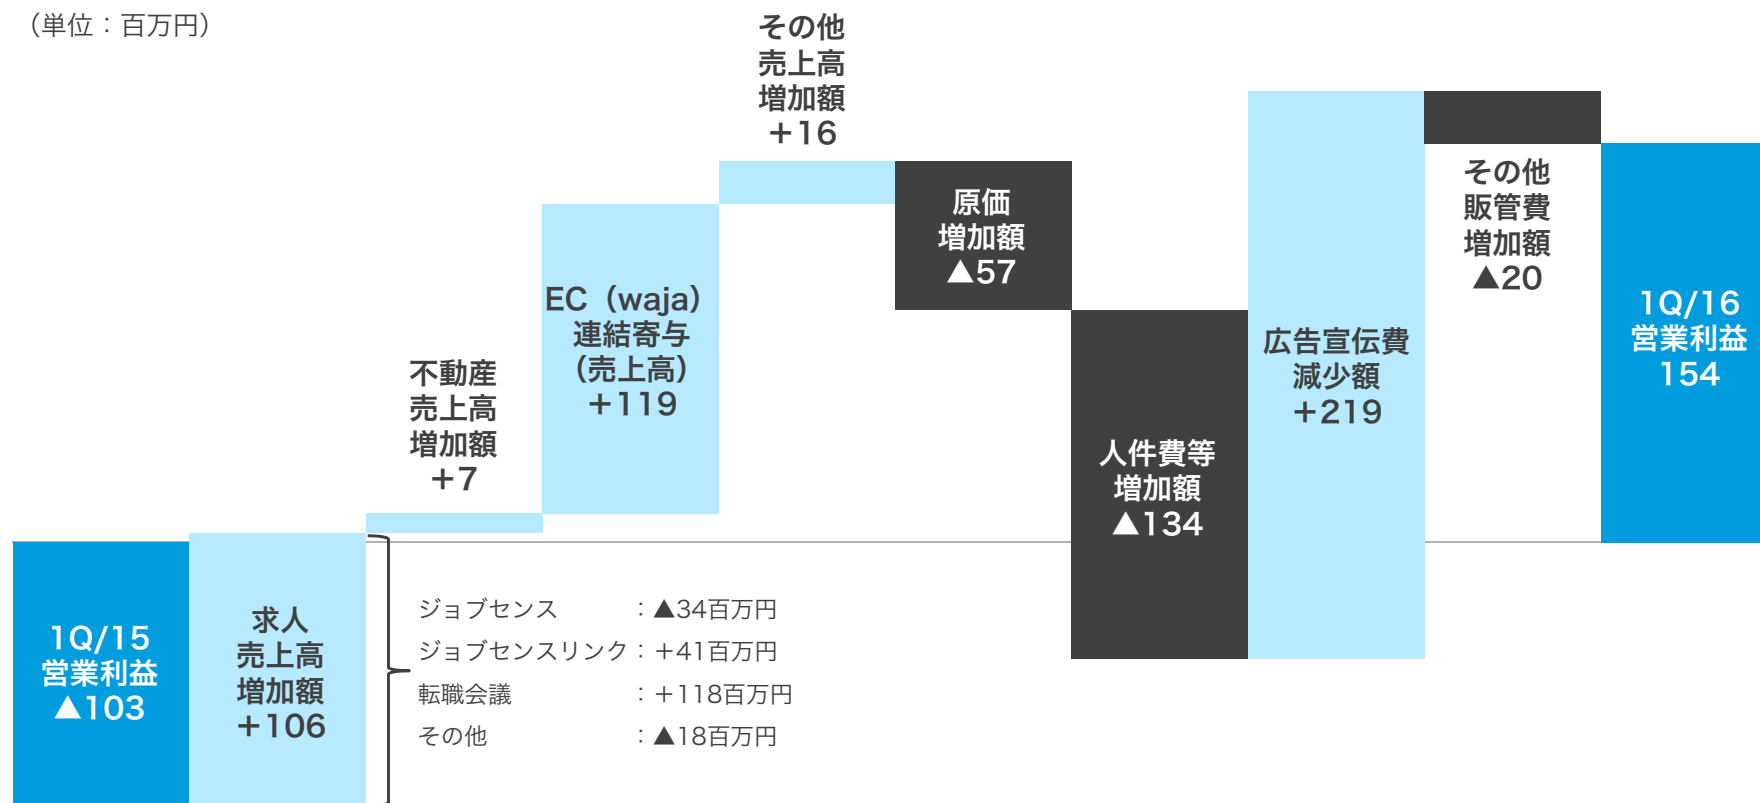 （単位：百万円）
1Q/15
営業利益
▲103
求人
売上高
増加額
＋106
不動産
売上高
増加額
＋7
EC（waja）
連結寄与
（売上高）
＋119
その他
売上高
増加額
＋16
原価
増加額
▲57
人件費等
増加額
▲134
広告宣伝費
減少額
＋219
その他
販管費
増加額
▲20
1Q/16
営業利益
154
ジョブセンス：▲34百万円
ジョブセンスリンク：＋41百万円
転職会議：＋118百万円
その他：▲18百万円